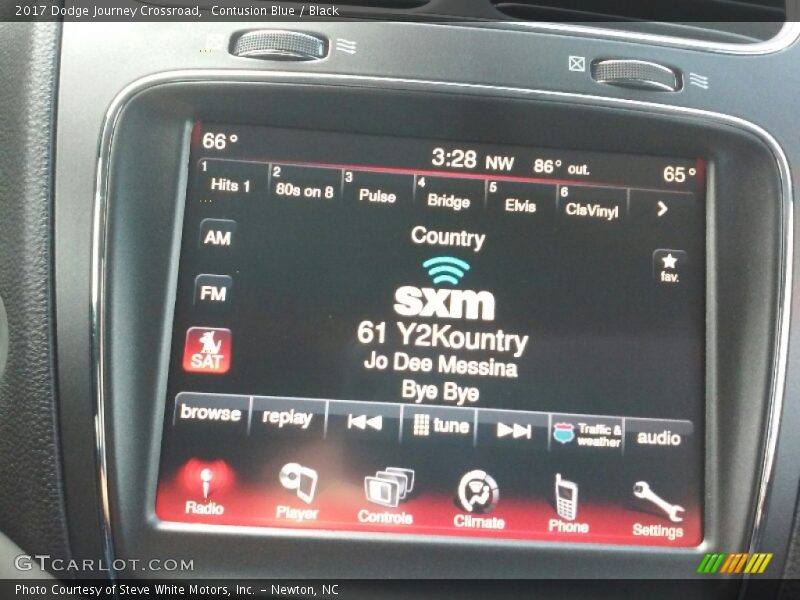 2017 Dodge Journey Crossroad,  Contusion Blue / Black
66°
3:28 NW 86° out.
65°
1 Hits 1
2 80s on 8
3 Pulse
4 Bridge
5 Elvis
6 ClsVinyl
AM
Country
fav.
FM
sxm
SAT
61 Y2Kountry
Jo Dee Messina
Bye Bye
browse
replay
tune
Traffic & weather
audio
Radio
Player
Controls
Climate
Phone
Settings
GTCARLOT.COM
Photo Courtesy of Steve White Motors, Inc. – Newton, NC